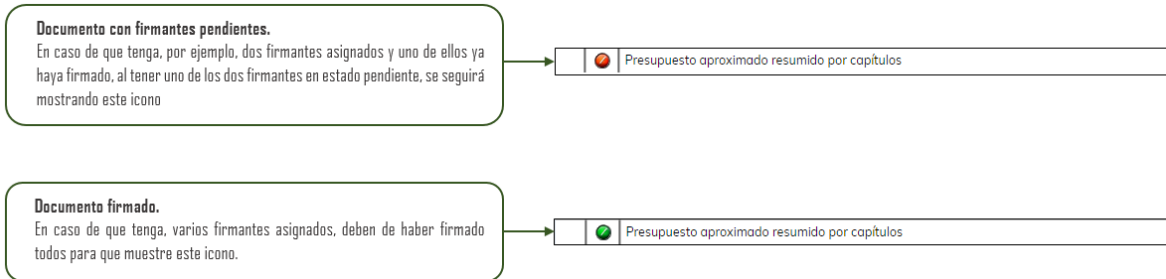 Documento con firmantes pendientes.
En caso de que tenga, por ejemplo, dos firmantes asignados y uno de ellos ya
haya firmado, al tener uno de los dos firmantes en estado pendiente, se seguirá
mostrando este icono
Presupuesto aproximado resumido por capítulos
Documento firmado.
En caso de que tenga, varios firmantes asignados, deben de haber firmado
todos para que muestre este icono.
Presupuesto aproximado resumido por capítulos